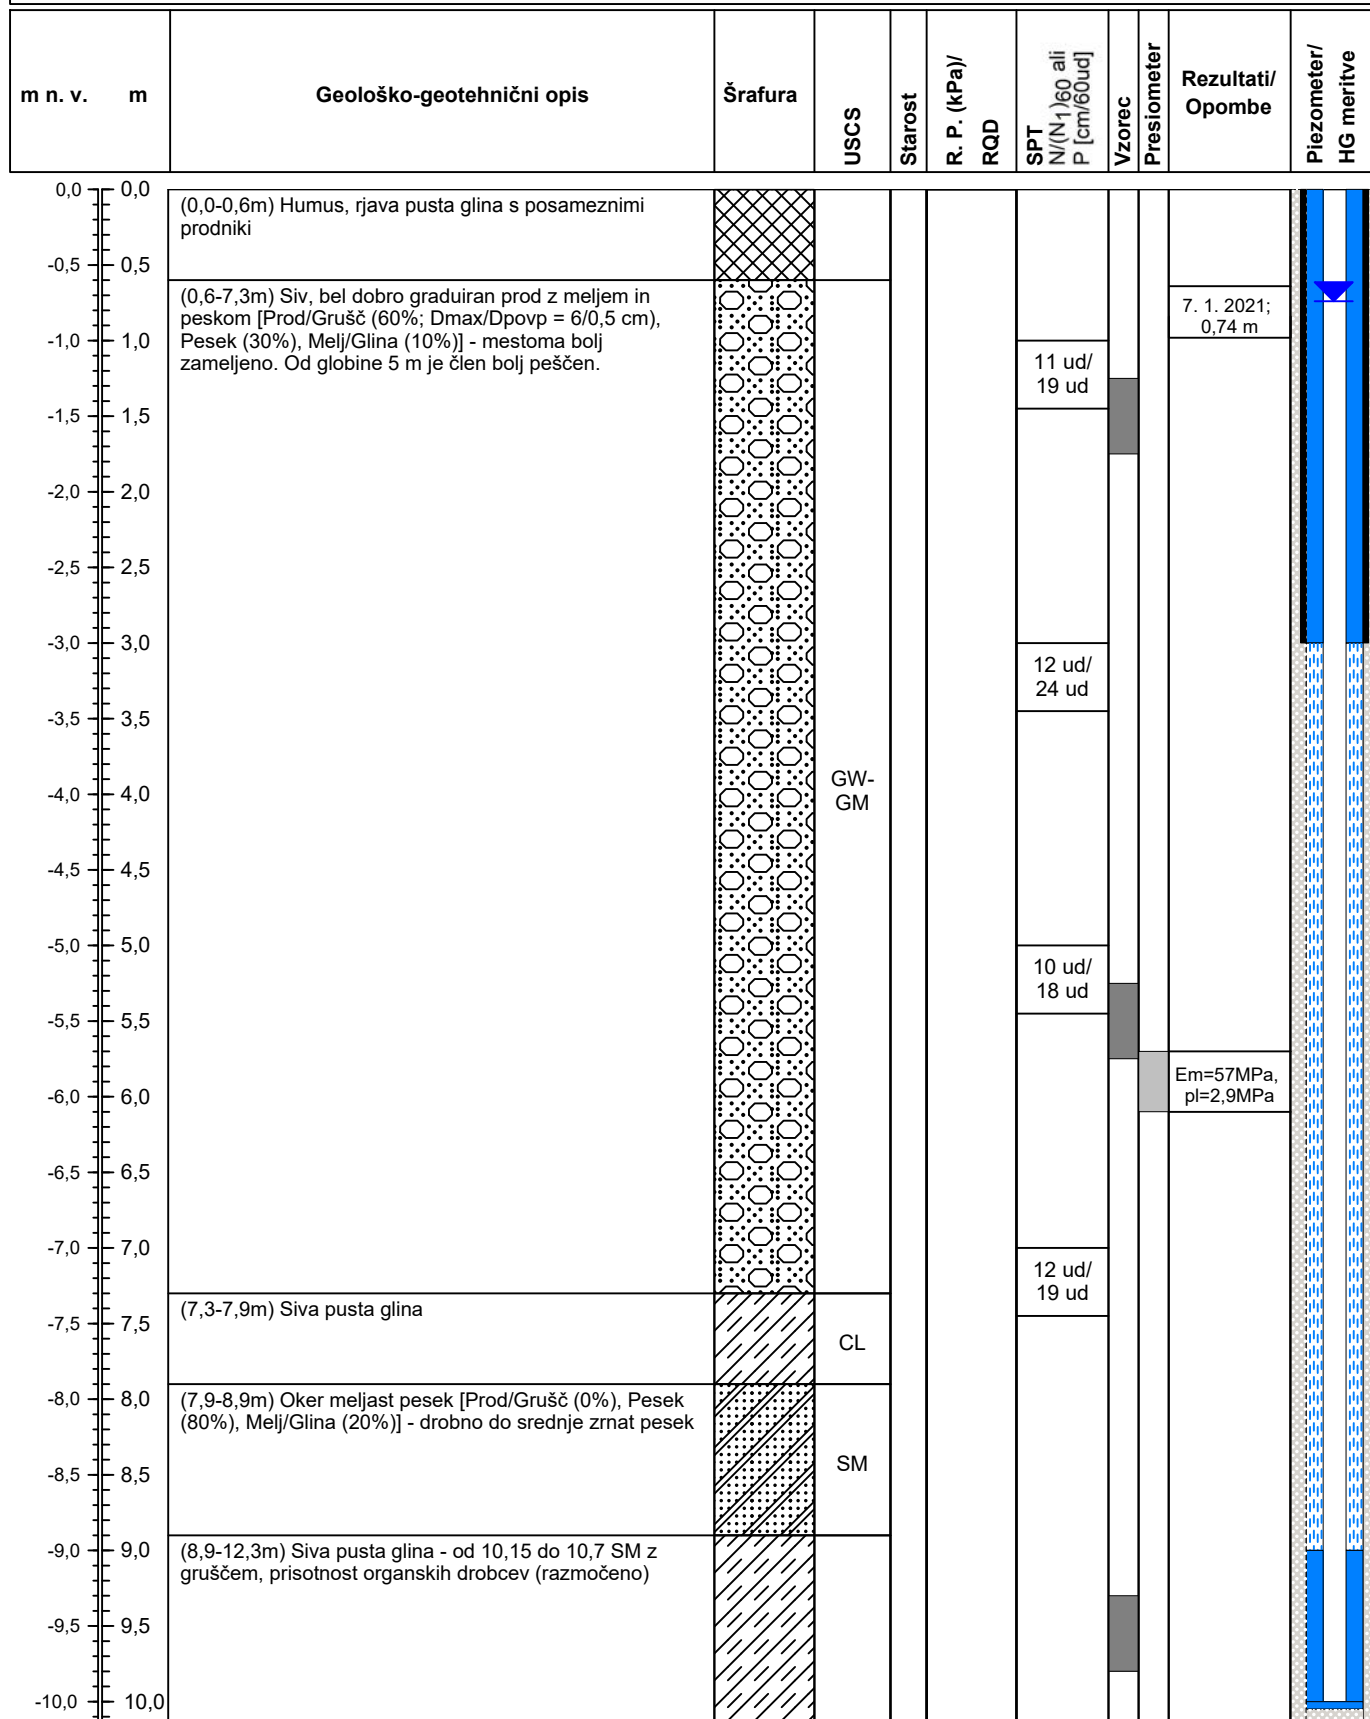 m n. v.
m
Geološko-geotehnični opis
Šrafura
USCS
Starost
R. P. (kPa)/
RQD
SPT
N/(N1)60 ali
P [cm/60ud]
Vzorec
Presiometer
Rezultati/
Opombe
Piezometer/
HG meritve
0,0 0,0
(0,0-0,6m) Humus, rjava pusta glina s posameznimi
prodniki
-0,5 0,5
(0,6-7,3m) Siv, bel dobro graduiran prod z meljem in
peskom [Prod/Grušč (60%; Dmax/Dpovp = 6/0,5 cm),
Pesek (30%), Melj/Glina (10%)] - mestoma bolj
zameljeno. Od globine 5 m je člen bolj peščen.
7. 1. 2021;
0,74 m
-1,0 1,0
11 ud/
19 ud
-1,5 1,5
-2,0 2,0
-2,5 2,5
-3,0 3,0
12 ud/
24 ud
-3,5 3,5
GW-
GM
-4,0 4,0
-4,5 4,5
-5,0 5,0
10 ud/
18 ud
-5,5 5,5
Em=57MPa,
pl=2,9MPa
-6,0 6,0
-6,5 6,5
-7,0 7,0
12 ud/
19 ud
(7,3-7,9m) Siva pusta glina
-7,5 7,5
CL
-8,0 8,0
(7,9-8,9m) Oker meljast pesek [Prod/Grušč (0%), Pesek
(80%), Melj/Glina (20%)] - drobno do srednje zrnat pesek
SM
-8,5 8,5
-9,0 9,0
(8,9-12,3m) Siva pusta glina - od 10,15 do 10,7 SM z
gruščem, prisotnost organskih drobcev (razmočeno)
-9,5 9,5
-10,0 10,0